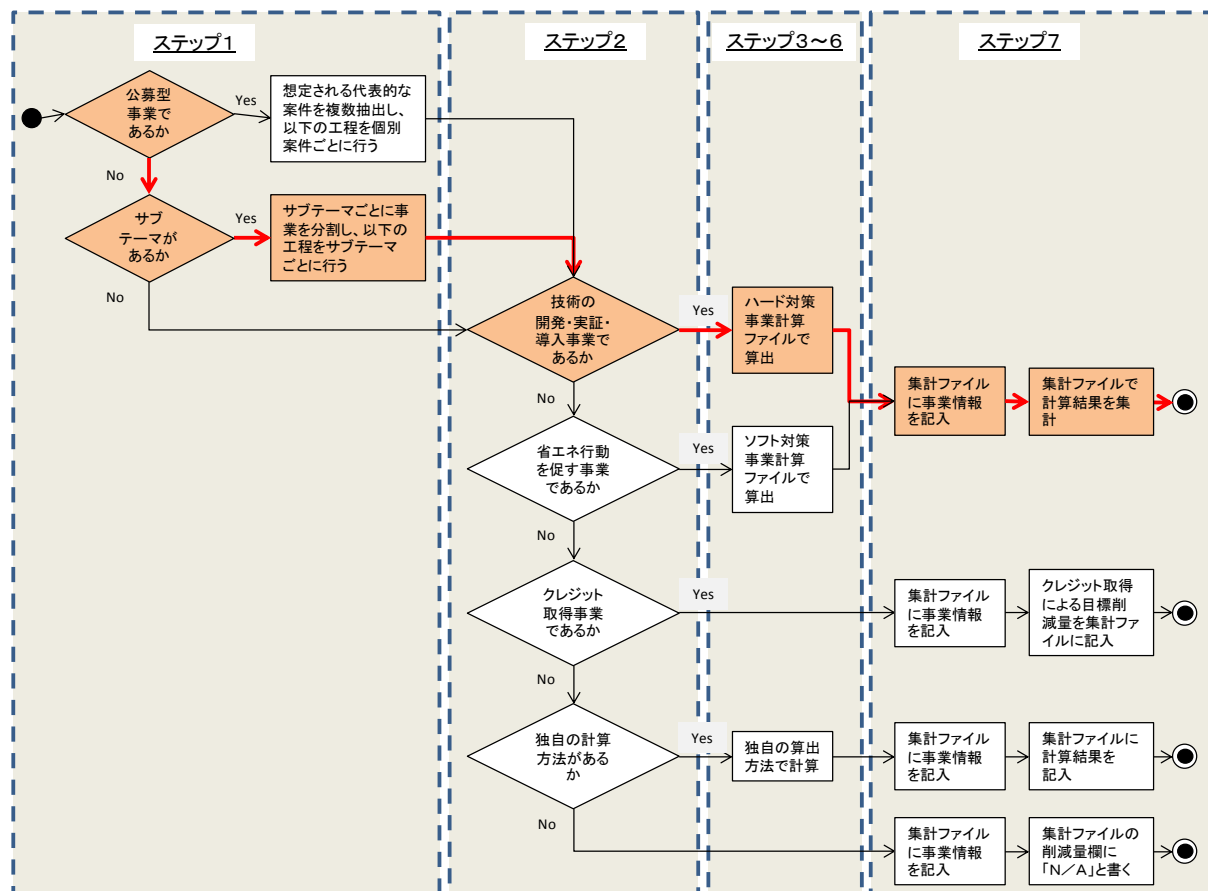 ステップ1
ステップ2
ステップ3～6
ステップ7
公募型
事業で
あるか
Yes
想定される代表的な
案件を複数抽出し、
以下の工程を個別
案件ごとに行う
No
サブ
テーマが
あるか
Yes
サブテーマごとに事
業を分割し、以下の
工程をサブテーマ
ごとに行う
No
技術の
開発・実証・
導入事業で
あるか
Yes
ハード対策
事業計算
ファイルで
算出
集計ファイル
に事業情報
を記入
集計ファイルで
計算結果を集
計
No
省エネ行動
を促す事業
であるか
Yes
ソフト対策
事業計算
ファイルで
算出
No
クレジット
取得事業
であるか
Yes
集計ファイル
に事業情報
を記入
クレジット取得
による目標削
減量を集計ファ
イルに記入
No
独自の計算
方法がある
か
Yes
独自の算出
方法で計算
集計ファイル
に事業情報
を記入
集計ファイルに
計算結果を
記入
No
集計ファイル
に事業情報
を記入
集計ファイルの
削減量欄に
「N／A」と書く